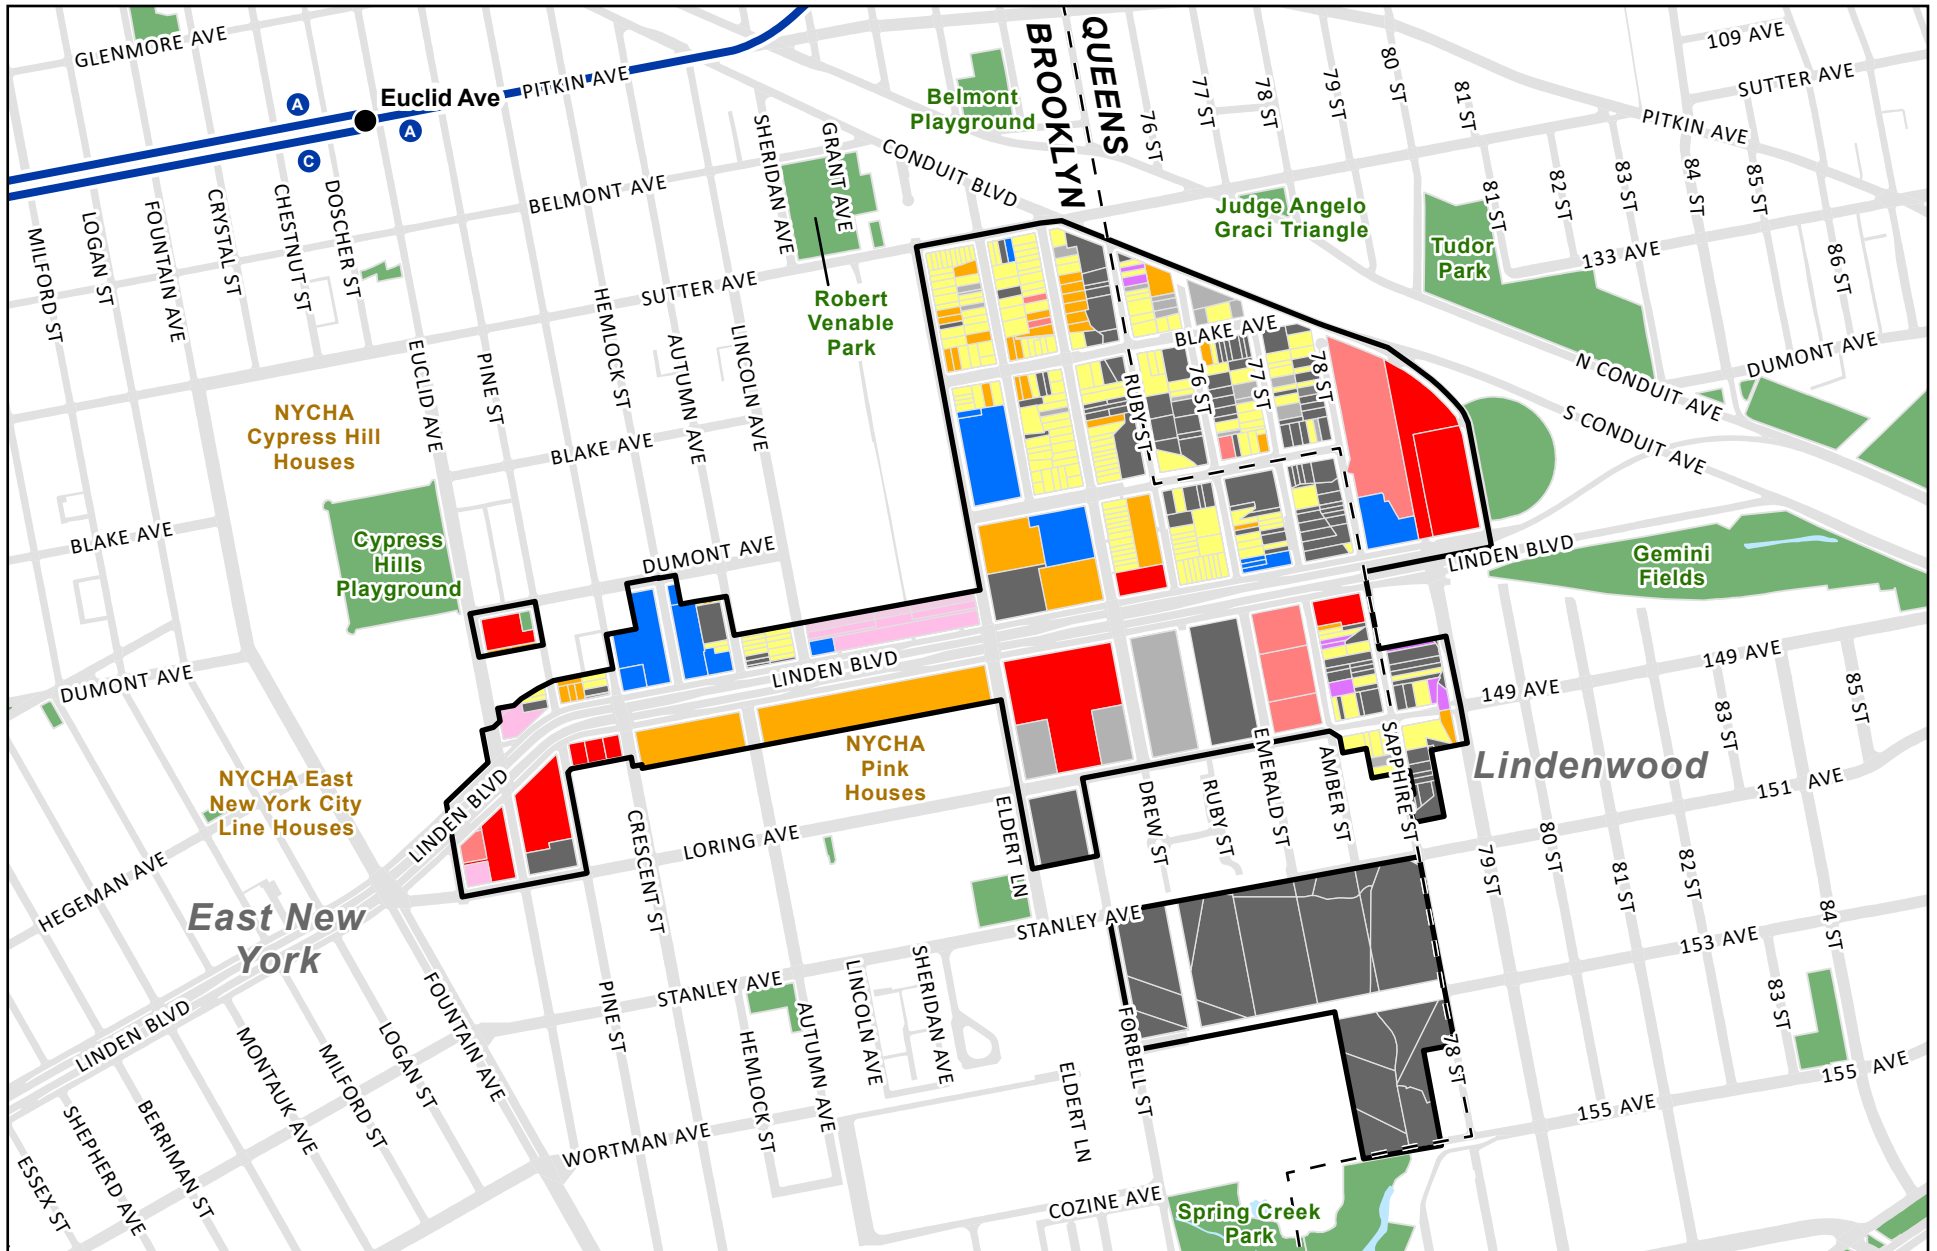 GLENMORE AVE
PITKIN AVE
Euclid Ave
A
A
C
BROOKLYN
QUEENS
Belmont
Playground
76 ST
77 ST
78 ST
79 ST
80 ST
81 ST
109 AVE
SUTTER AVE
PITKIN AVE
MILFORD ST
LOGAN ST
FOUNTAIN AVE
CRYSTAL ST
CHESTNUT ST
DOSCHER ST
BELMONT AVE
SHERIDAN AVE
GRANT AVE
CONDUIT BLVD
Judge Angelo
Graci Triangle
Tudor
Park
81 ST
82 ST
83 ST
84 ST
85 ST
133 AVE
86 ST
SUTTER AVE
Robert
Venable
Park
HEMLOCK ST
AUTUMN AVE
LINCOLN AVE
EUCLID AVE
PINE ST
BLAKE AVE
RUBY ST
76 ST
77 ST
78 ST
N CONDUIT AVE
DUMONT AVE
S CONDUIT AVE
NYCHA
Cypress Hill
Houses
BLAKE AVE
BLAKE AVE
Cypress
Hills
Playground
DUMONT AVE
LINDEN BLVD
Gemini
Fields
DUMONT AVE
LINDEN BLVD
149 AVE
149 AVE
85 ST
83 ST
NYCHA
Pink
Houses
NYCHA East
New York City
Line Houses
LINDEN BLVD
CRESCENT ST
LORING AVE
ELDERT LN
DREW ST
RUBY ST
EMERALD ST
AMBER ST
SAPPHIRE ST
Lindenwood
151 AVE
79 ST
80 ST
81 ST
82 ST
84 ST
HEGEMAN AVE
East New
York
STANLEY AVE
153 AVE
LINDEN BLVD
FOUNTAIN AVE
PINE ST
STANLEY AVE
LINCOLN AVE
SHERIDAN AVE
83 ST
MONTAUK AVE
MILFORD ST
LOGAN ST
HEMLOCK ST
AUTUMN AVE
ELDERT LN
FORBELL ST
78 ST
155 AVE
155 AVE
ESSEX ST
SHEPHERD AVE
BERRIMAN ST
WORTMAN AVE
COZINE AVE
Spring Creek
Park